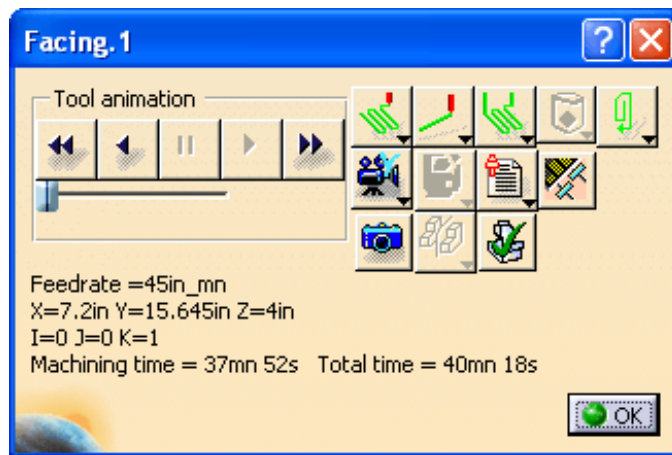 Facing.1
Tool animation
Feedrate =45in_mn
X=7.2in Y=15.645in Z=4in
I=0 J=0 K=1
Machining time = 37mn 52s Total time = 40mn 18s
OK